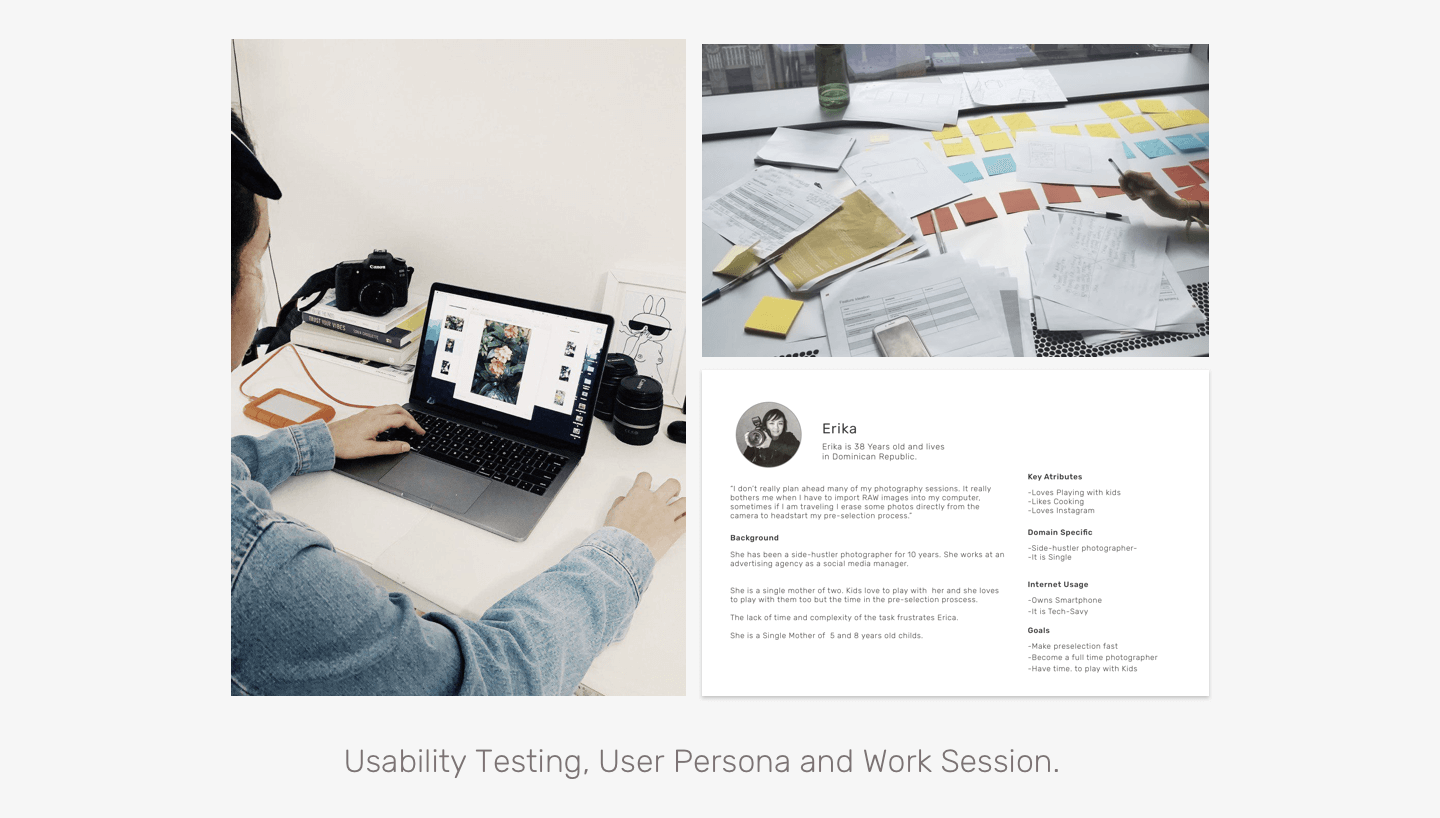 Canon
TRUST YOUR VIBES
Erika
Erika is 38 Years old and lives
in Dominican Republic.
"I don't really plan ahead many of my photography sessions. It really
bothers me when I have to import RAW images into my computer,
sometimes if I am traveling I erase some photos directly from the
camera to headstart my pre-selection process."
Background
She has been a side-hustler photographer for 10 years. She works at an
advertising agency as a social media manager.
She is a single mother of two. Kids love to play with her and she loves
to play with them too but the time in the pre-selection proscess.
The lack of time and complexity of the task frustrates Erica.
She is a Single Mother of 5 and 8 years old childs.
Key Atributes
-Loves Playing with kids
-Likes Cooking
-Loves Instagram
Domain Specific
-Side-hustler photographer-
-It is Single
Internet Usage
-Owns Smartphone
-It is Tech-Savy
Goals
-Make preselection fast
-Become a full time photographer
-Have time. to play with Kids
Usability Testing, User Persona and Work Session.